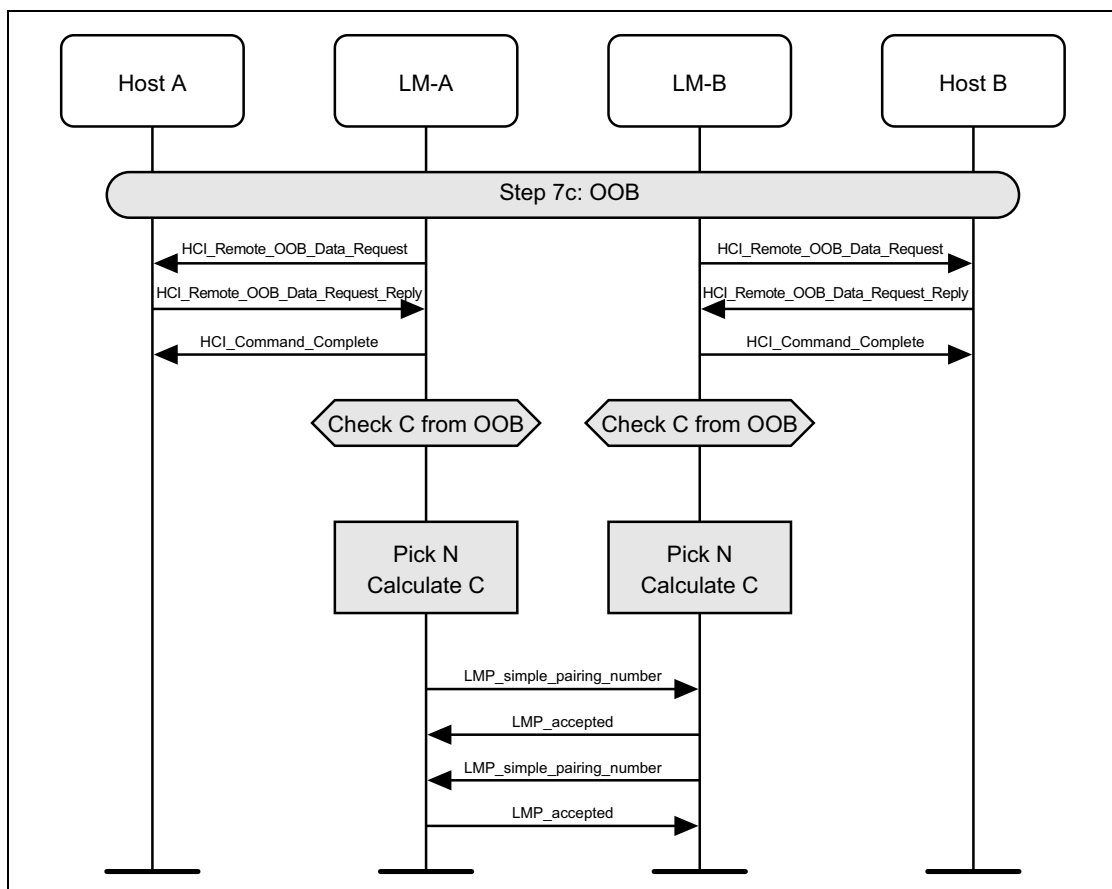 Host A
LM-A
LM-B
Host B
Step 7c: OOB
HCI_Remote_OOB_Data_Request
HCI_Remote_OOB_Data_Request
HCI_Remote_OOB_Data_Request_Reply
HCI_Remote_OOB_Data_Request_Reply
HCI_Command_Complete
HCI_Command_Complete
Check C from OOB
Check C from OOB
Pick N
Calculate C
Pick N
Calculate C
LMP_simple_pairing_number
LMP_accepted
LMP_simple_pairing_number
LMP_accepted